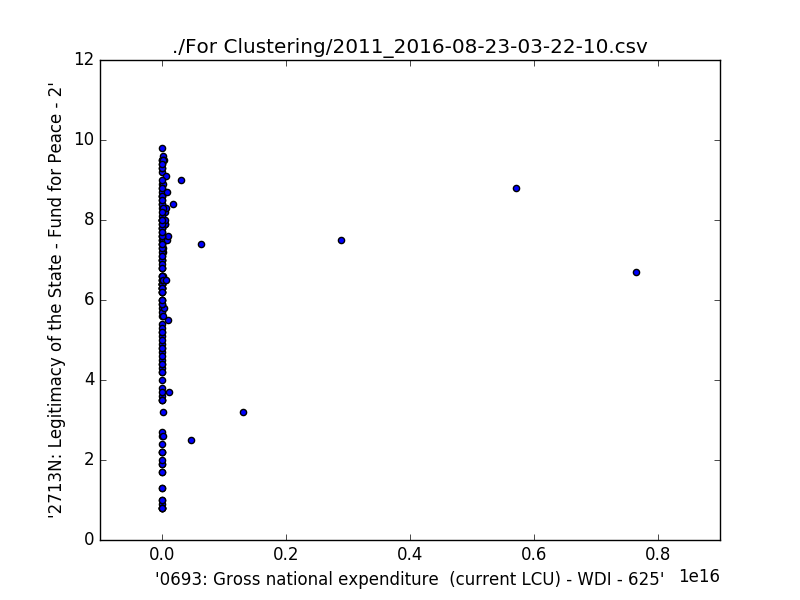 ./For Clustering/2011_2016-08-23-03-22-10.csv
12
10
8
6
4
2
0
'2713N: Legitimacy of the State - Fund for Peace - 2'
0.0 0.2 0.4 0.6 0.8
1e16
'0693: Gross national expenditure  (current LCU) - WDI - 625'